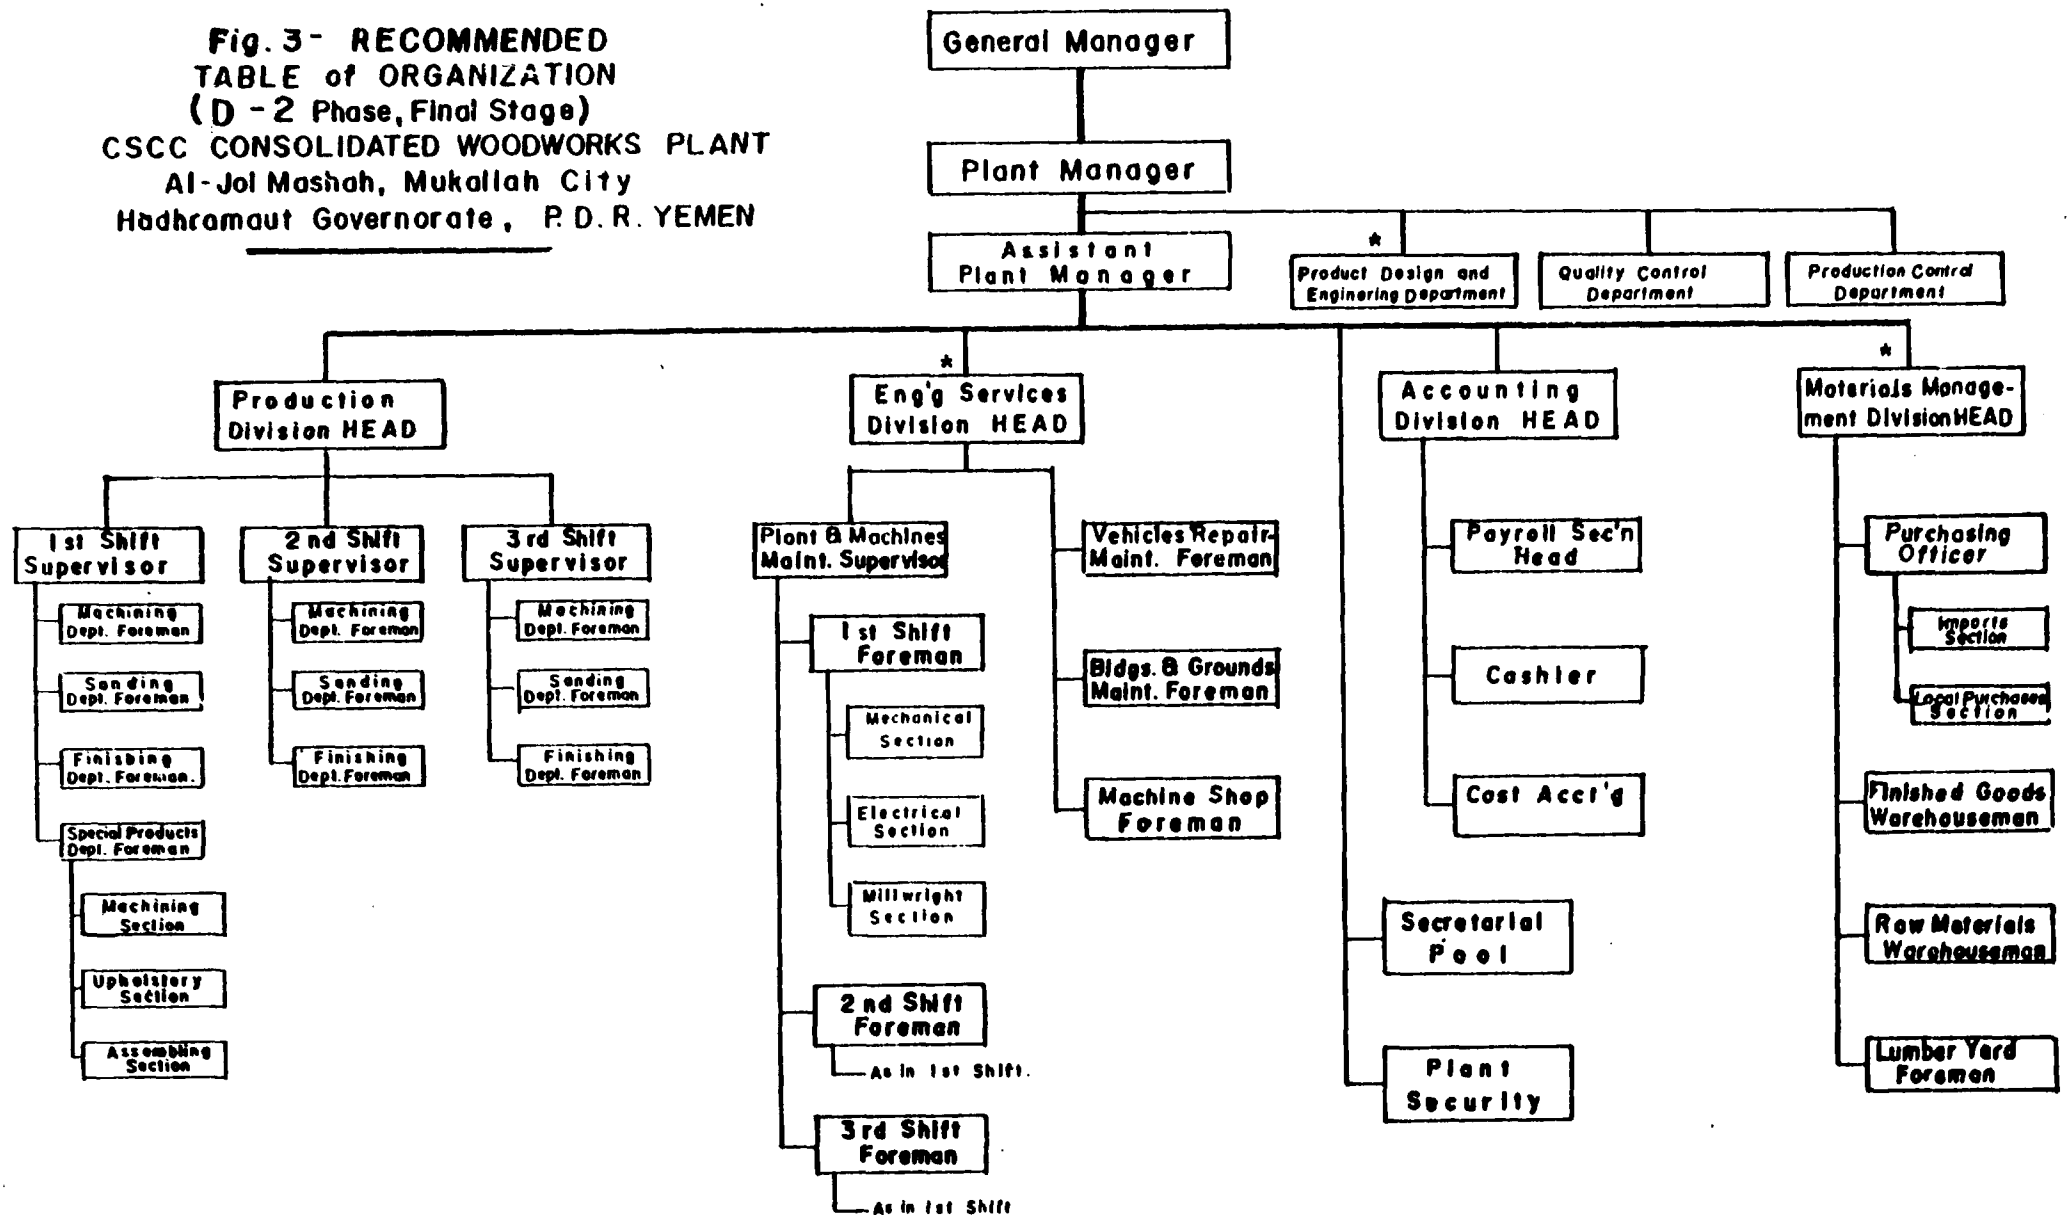 Fig. 3- RECOMMENDED
TABLE of ORGANIZATION
(D-2 Phase, Final Stage)
CSCC CONSOLIDATED WOODWORKS PLANT
Al-Jol Mashah, Mukallah City
Hadhramaut Governorate, P.D.R. YEMEN
General Manager
Plant Manager
Assistant
Plant Manager
*
Product Design and
Enginering Department
Quality Control
Department
Production Control
Department
Production
Division HEAD
*
Eng'g Services
Division HEAD
Accounting
Division HEAD
*
Materials Manage-
ment Division HEAD
1st Shift
Supervisor
Machining
Dept. Foreman
Sanding
Dept. Foreman
Finishing
Dept. Foreman.
Special Products
Dept. Foreman
Machining
Section
Upholstory
Section
Assembling
Section
2nd Shift
Supervisor
Machining
Dept. Foreman
Sanding
Dept. Foreman
Finishing
Dept. Foreman
3rd Shift
Supervisor
Machining
Dept. Foreman
Sanding
Dept. Foreman
Finishing
Dept. Foreman
Plant & Machines
Maint. Supervisor
1st Shift
Foreman
Mechanical
Section
Electrical
Section
Millwright
Section
2nd Shift
Foreman
As in 1st Shift.
3rd Shift
Foreman
As in 1st Shift
Vehicles Repair-
Maint. Foreman
Bldgs. & Grounds
Maint. Foreman
Machine Shop
Foreman
Payroll Sec'n
Head
Cashier
Cost Acct'g
Secretarial
Pool
Plant
Security
Purchasing
Officer
Imports
Section
Local Purchases
Section
Finished Goods
Warehouseman
Raw Materials
Warehouseman
Lumber Yard
Foreman